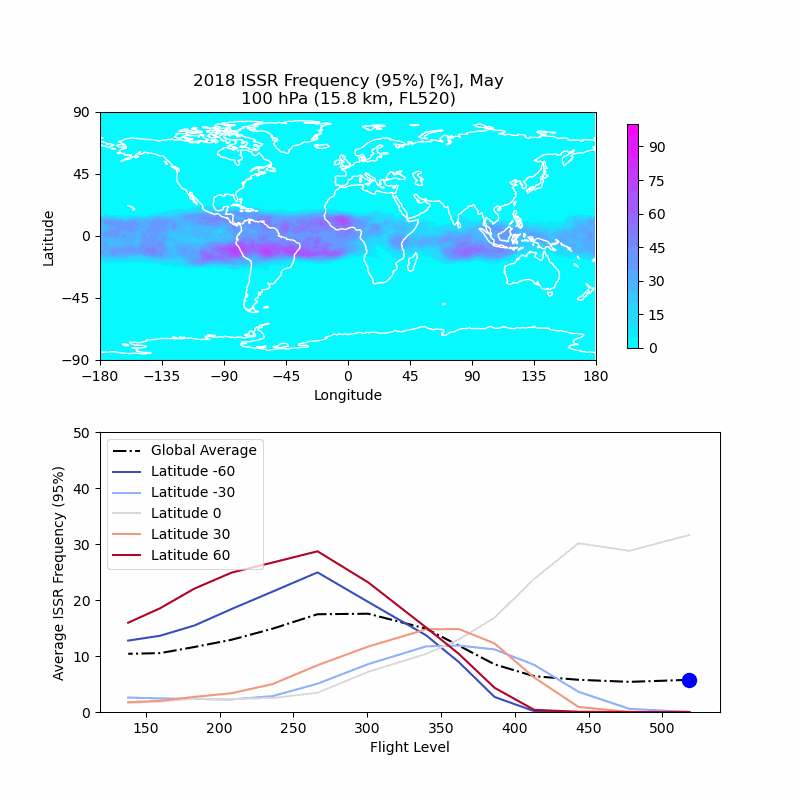 2018 ISSR Frequency (95%) [%], May
100 hPa (15.8 km, FL520)
90
45
0
−45
−90
Latitude
−180 −135 −90 −45 0 45 90 135 180
Longitude
90
75
60
45
30
15
0
50
40
30
20
10
0
Average ISSR Frequency (95%)
Global Average
Latitude -60
Latitude -30
Latitude 0
Latitude 30
Latitude 60
150 200 250 300 350 400 450 500
Flight Level